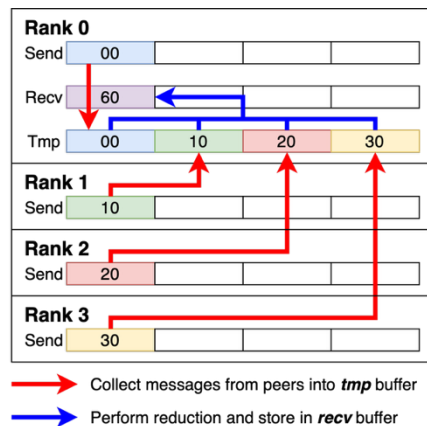 Rank 0
Send 00
Recv 60
Tmp 00 10 20 30
Rank 1
Send 10
Rank 2
Send 20
Rank 3
Send 30
Collect messages from peers into tmp buffer
Perform reduction and store in recv buffer